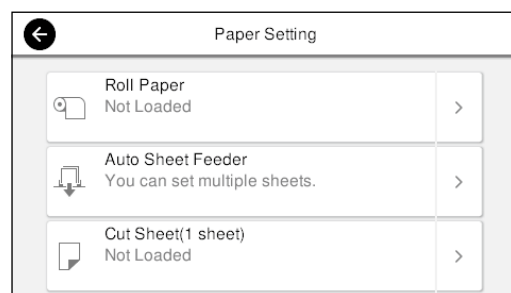 Paper Setting
Roll Paper
Not Loaded
Auto Sheet Feeder
You can set multiple sheets.
Cut Sheet(1 sheet)
Not Loaded